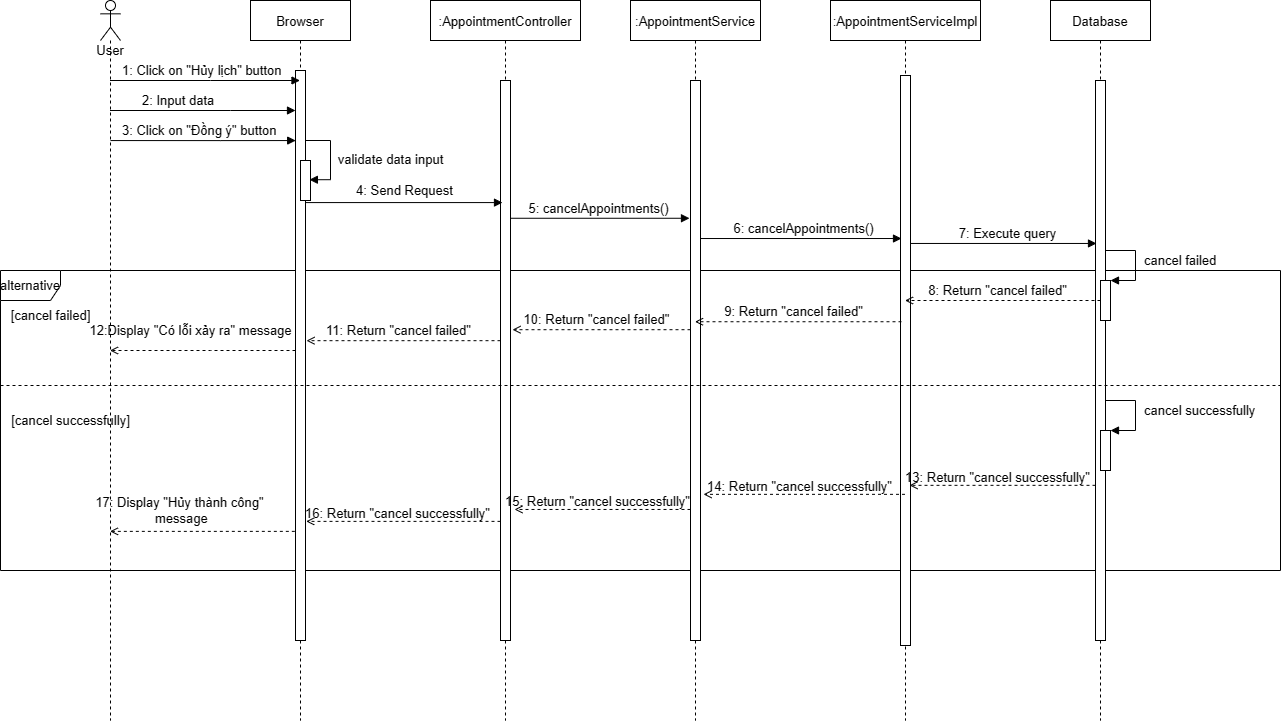 Browser
:AppointmentController
:AppointmentService
:AppointmentServiceImpl
Database
User
1: Click on "Hủy lịch" button
2: Input data
3: Click on "Đồng ý" button
validate data input
4: Send Request
5: cancelAppointments()
6: cancelAppointments()
7: Execute query
cancel failed
alternative
8: Return "cancel failed"
[cancel failed]
9: Return "cancel failed"
10: Return "cancel failed"
11: Return "cancel failed"
12:Display "Có lỗi xảy ra" message
cancel successfully
[cancel successfully]
13: Return "cancel successfully"
14: Return "cancel successfully"
15: Return "cancel successfully"
16: Return "cancel successfully"
17: Display "Hủy thành công"
message